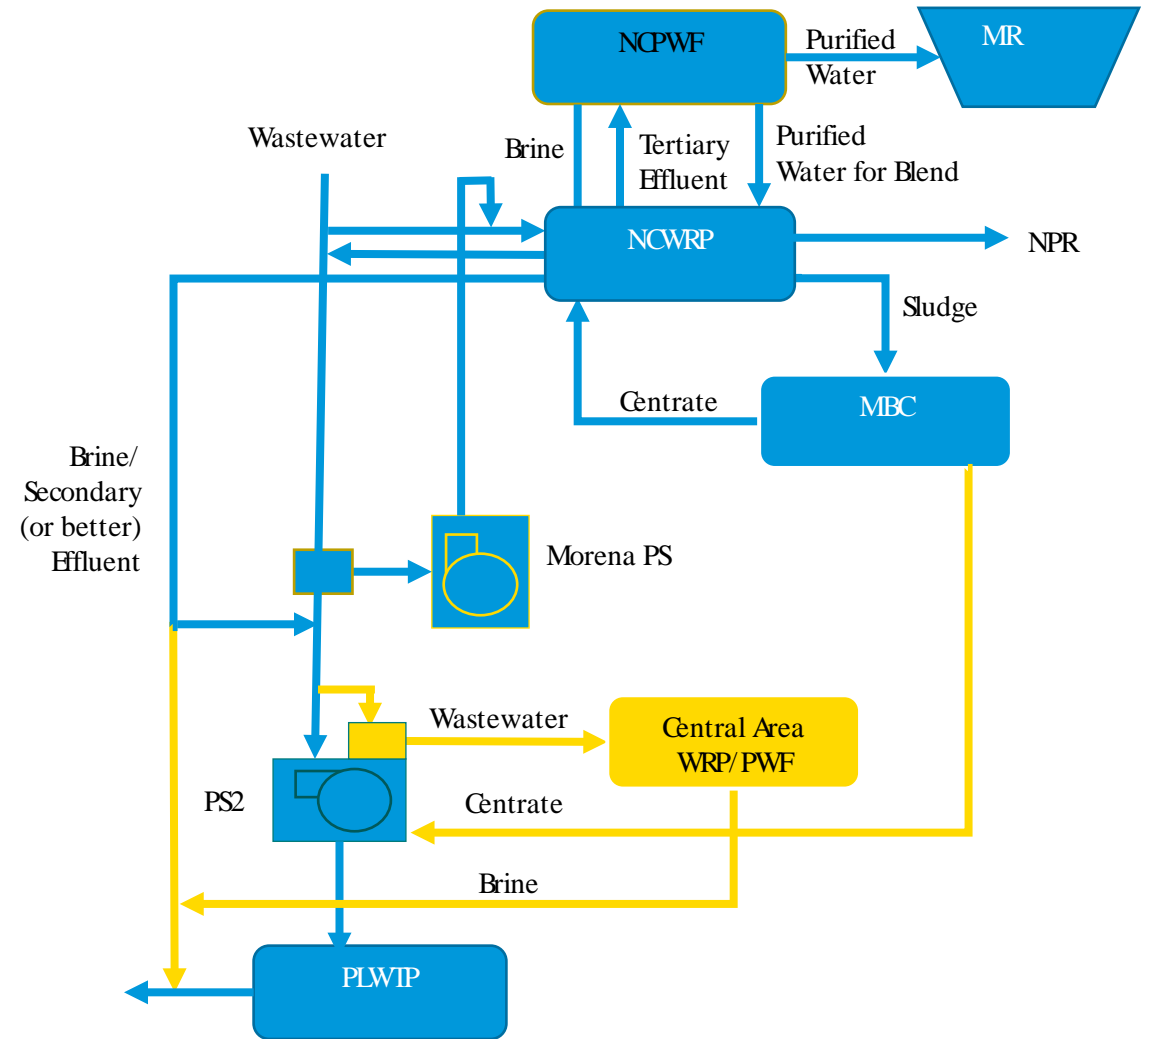 NCPWF
Purified
Water
MR
Wastewater
Brine
Tertiary
Effluent
Purified
Water for Blend
NCWRP
NPR
Sludge
Centrate
MBC
Brine/
Secondary
(or better)
Effluent
Morena PS
Wastewater
Central Area
WRP/PWF
PS2
Centrate
Brine
PLWTP